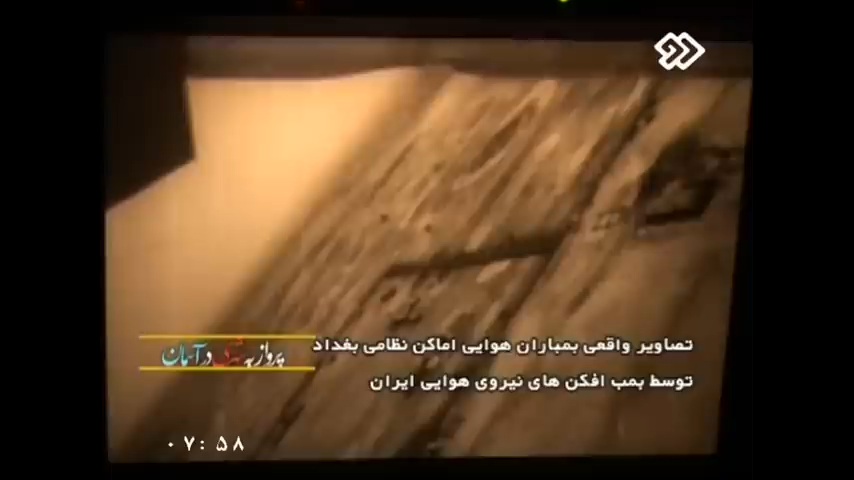 تصاویر واقعی بمباران هوایی اماکن نظامی بغداد
توسط بمب افکن های نیروی هوایی ایران
پرواز به در آسمان
۰۷:۵۸